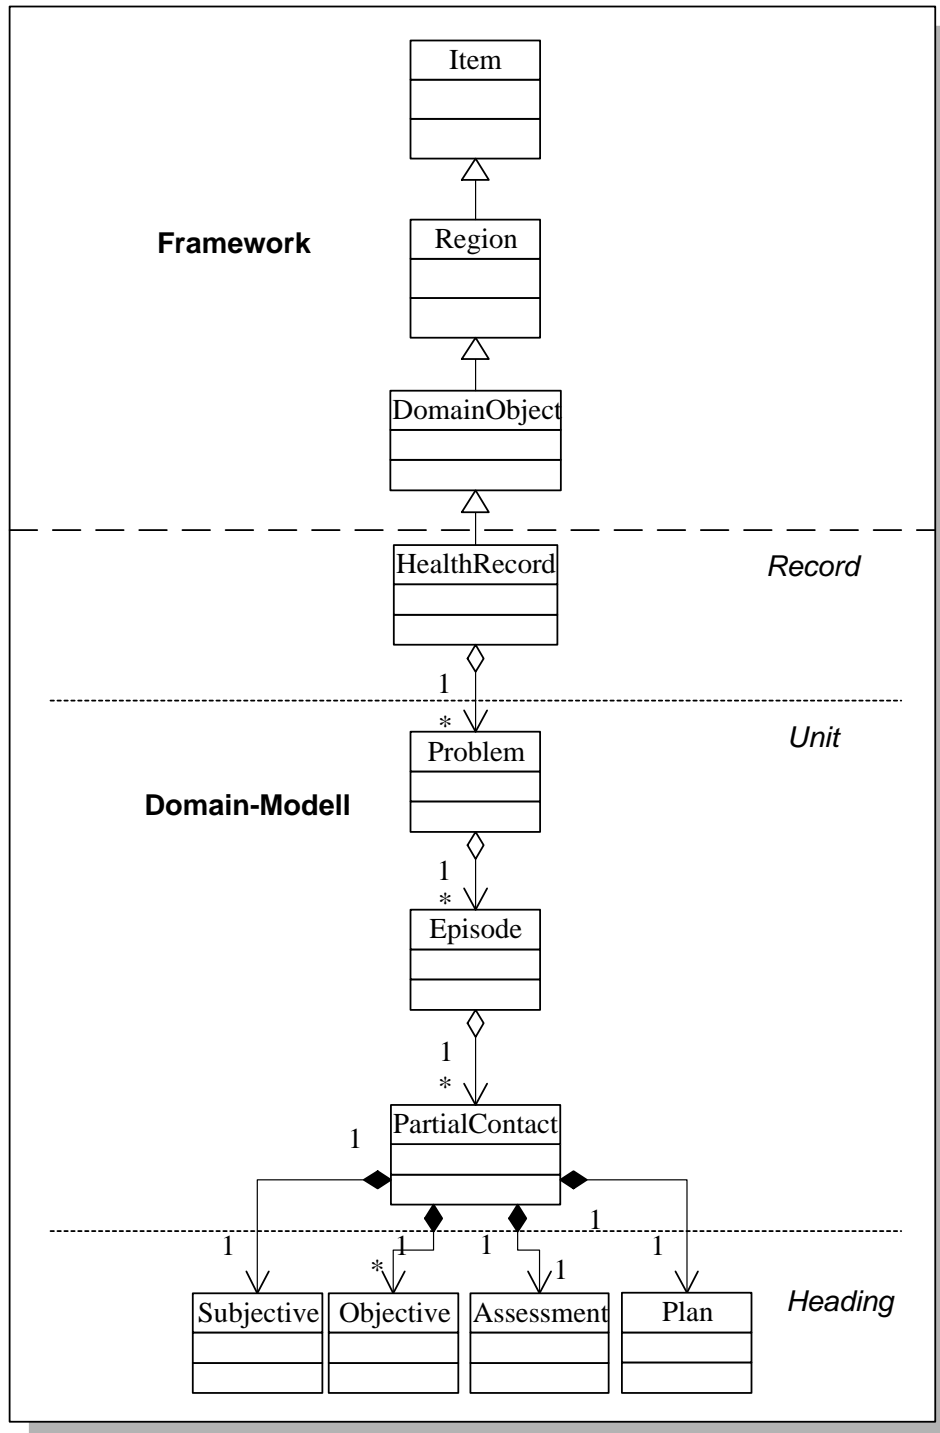 Item
Framework
Region
DomainObject
HealthRecord
Record
1
*
Unit
Problem
Domain-Modell
1
*
Episode
1
*
PartialContact
1
1
1
1
1
1
*
1
Subjective
Objective
Assessment
Plan
Heading